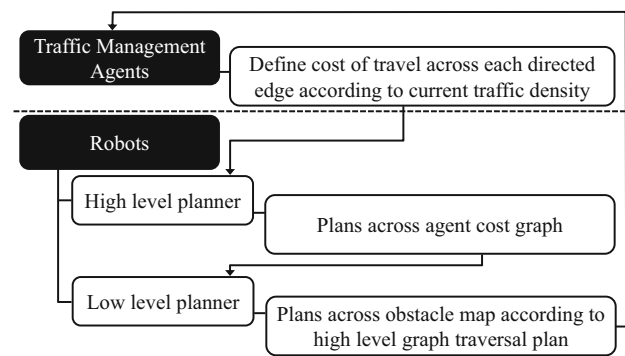 Traffic Management
Agents
Define cost of travel across each directed
edge according to current traffic density
Robots
High level planner
Plans across agent cost graph
Low level planner
Plans across obstacle map according to
high level graph traversal plan